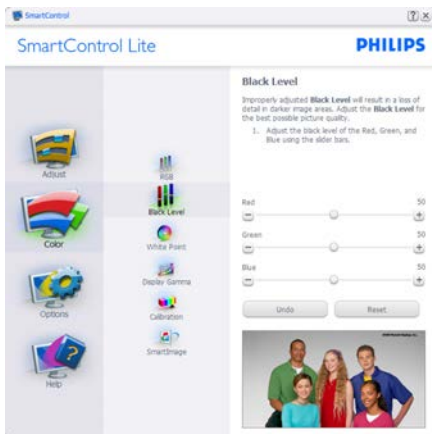 SmartControl
SmartControl Lite
PHILIPS
Adjust
Color
Options
Help
RGB
Black Level
White Point
Display Gamma
Calibration
SmartImage
Black Level
Improperly adjusted Black Level will result in a loss of
detail in darker image areas. Adjust the Black Level for
the best possible picture quality.
1. Adjust the black level of the Red, Green, and
Blue using the slider bars.
Red 50
Green 50
Blue 50
Undo Reset